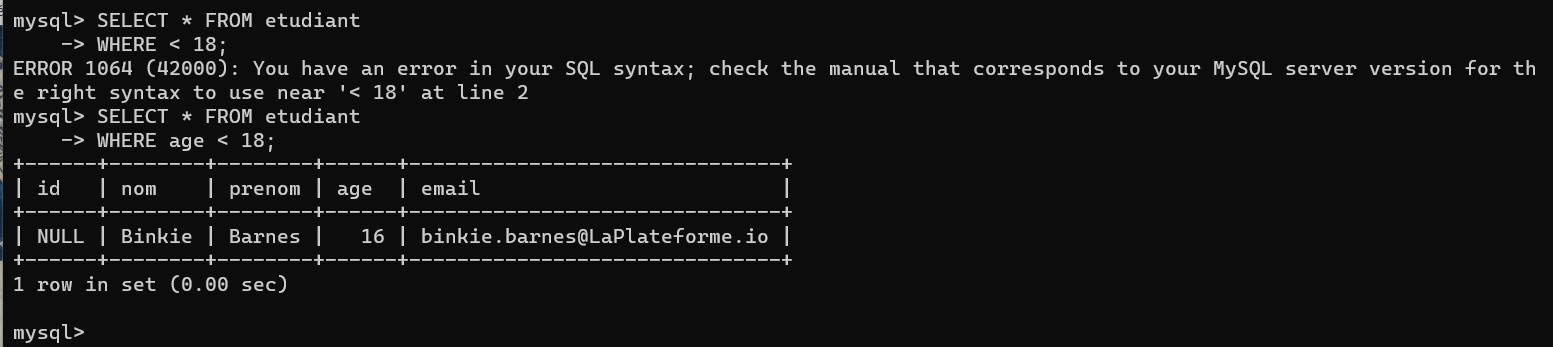 mysql> SELECT * FROM etudiant
    -> WHERE < 18;
ERROR 1064 (42000): You have an error in your SQL syntax; check the manual that corresponds to your MySQL server version for th
e right syntax to use near '< 18' at line 2
mysql> SELECT * FROM etudiant
    -> WHERE age < 18;
+------+--------+--------+------+-------------------------------+
| id   | nom    | prenom | age  | email                         |
+------+--------+--------+------+-------------------------------+
| NULL | Binkie | Barnes |   16 | binkie.barnes@LaPlateforme.io |
+------+--------+--------+------+-------------------------------+
1 row in set (0.00 sec)

mysql>